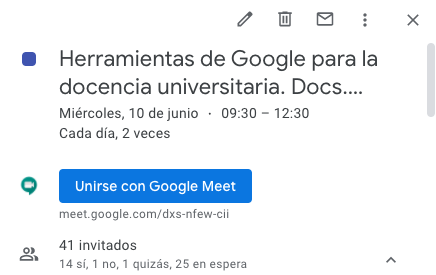 Herramientas de Google para la
docencia universitaria. Docs....
Miércoles, 10 de junio · 09:30 – 12:30
Cada día, 2 veces
Unirse con Google Meet
meet.google.com/dxs-nfew-cii
41 invitados
14 sí, 1 no, 1 quizás, 25 en espera